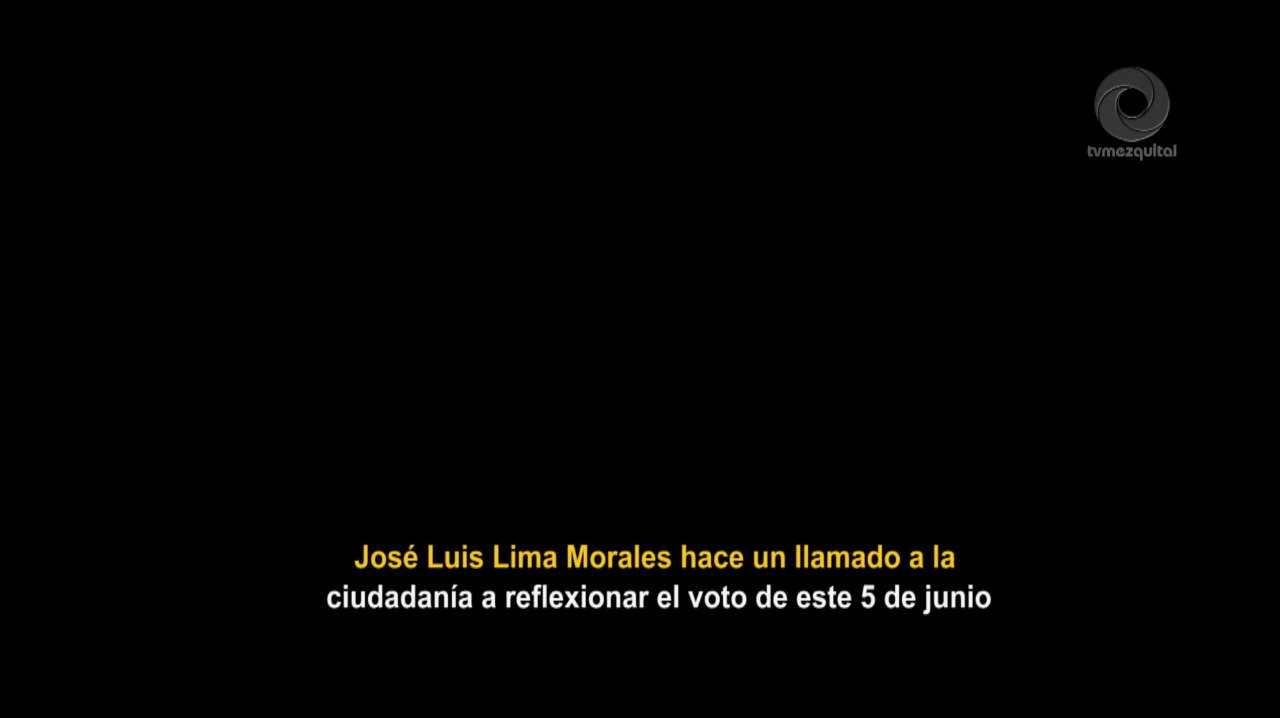 tvmezquital
José Luis Lima Morales hace un llamado a la
ciudadanía a reflexionar el voto de este 5 de junio